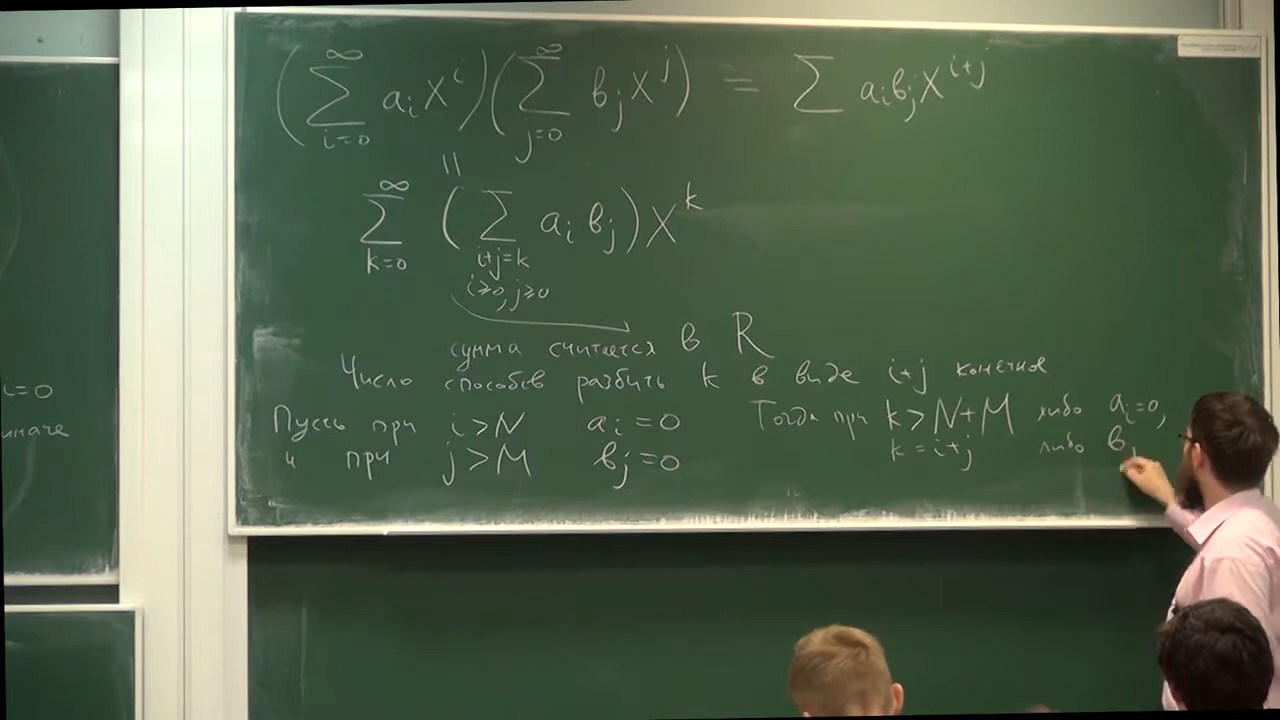 i=0
иначе
(∑_{i=0}^{∞} a_i X^i)(∑_{j=0}^{∞} b_j X^j) = ∑ a_i b_j X^{i+j}
||
∑_{k=0}^{∞} (∑_{i+j=k, i≥0, j≥0} a_i b_j) X^k
сумма считается в R
Число способов разбить k в виде i+j конечное
Пусть при i>N a_i=0
и при j>M b_j=0
Тогда при k>N+M либо a_i=0,
k=i+j либо b_j